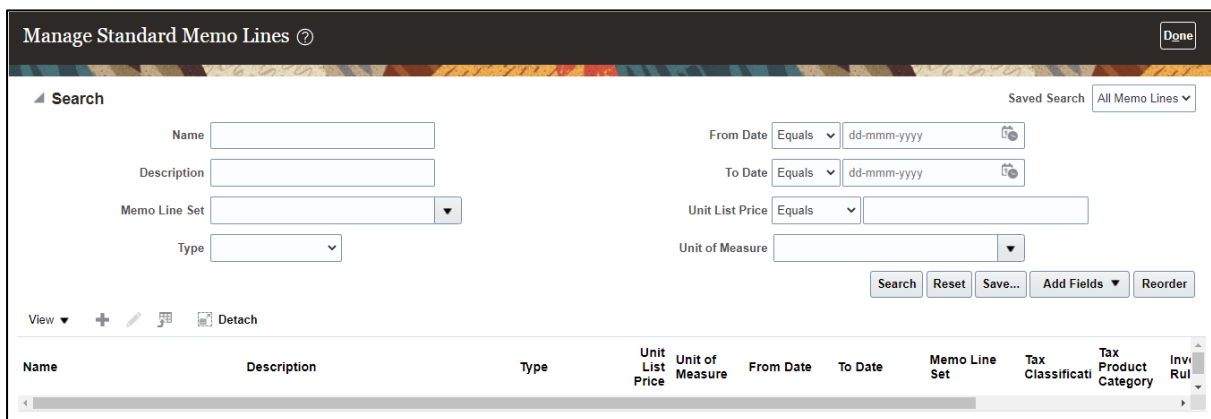 Manage Standard Memo Lines ?
Done
Search
Saved Search All Memo Lines
Name
From Date Equals dd-mmm-yyyy
Description
To Date Equals dd-mmm-yyyy
Memo Line Set
Unit List Price Equals
Type
Unit of Measure
Search Reset Save... Add Fields Reorder
View Detach
Name Description Type Unit List Price Unit of Measure From Date To Date Memo Line Set Tax Classificati Tax Product Category Invo Rul